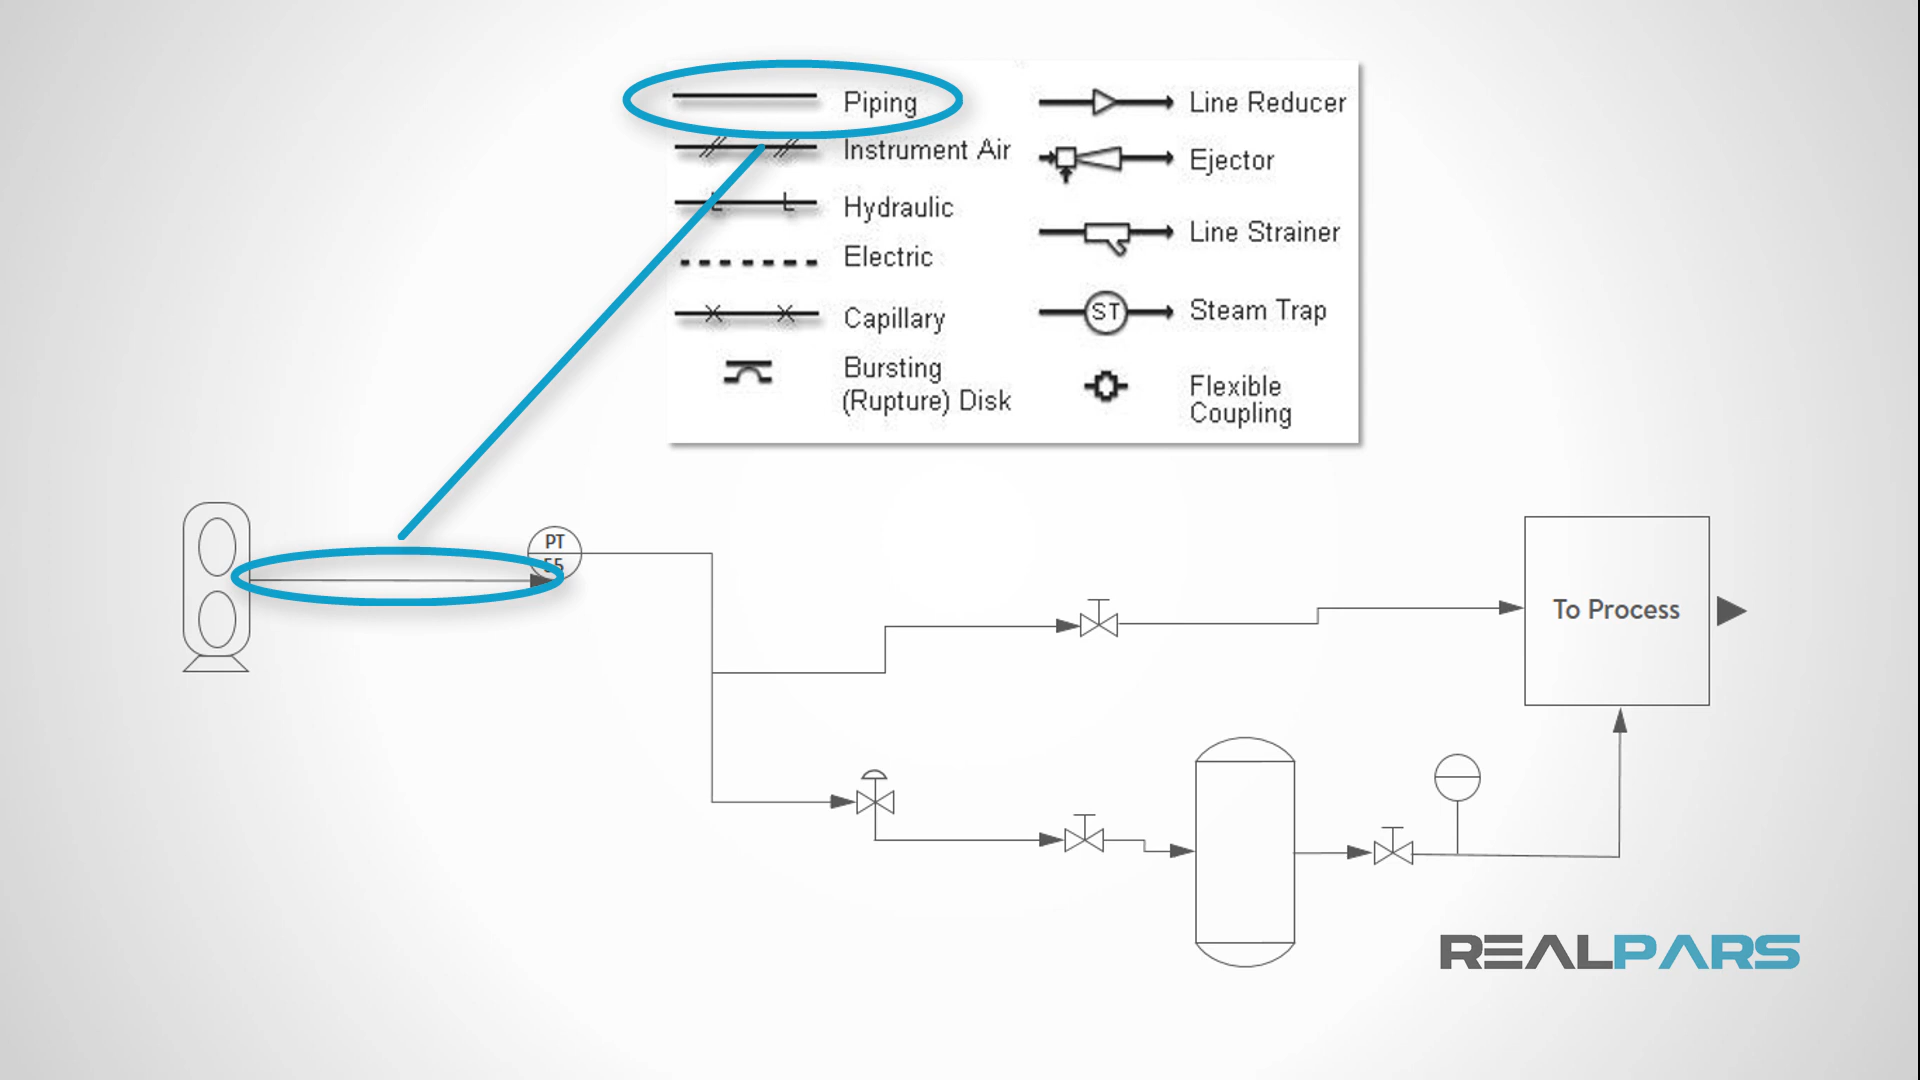 Piping
Instrument Air
Hydraulic
Electric
Capillary
Bursting
(Rupture) Disk
Line Reducer
Ejector
Line Strainer
ST
Steam Trap
Flexible
Coupling
PT
55
To Process
REALPARS